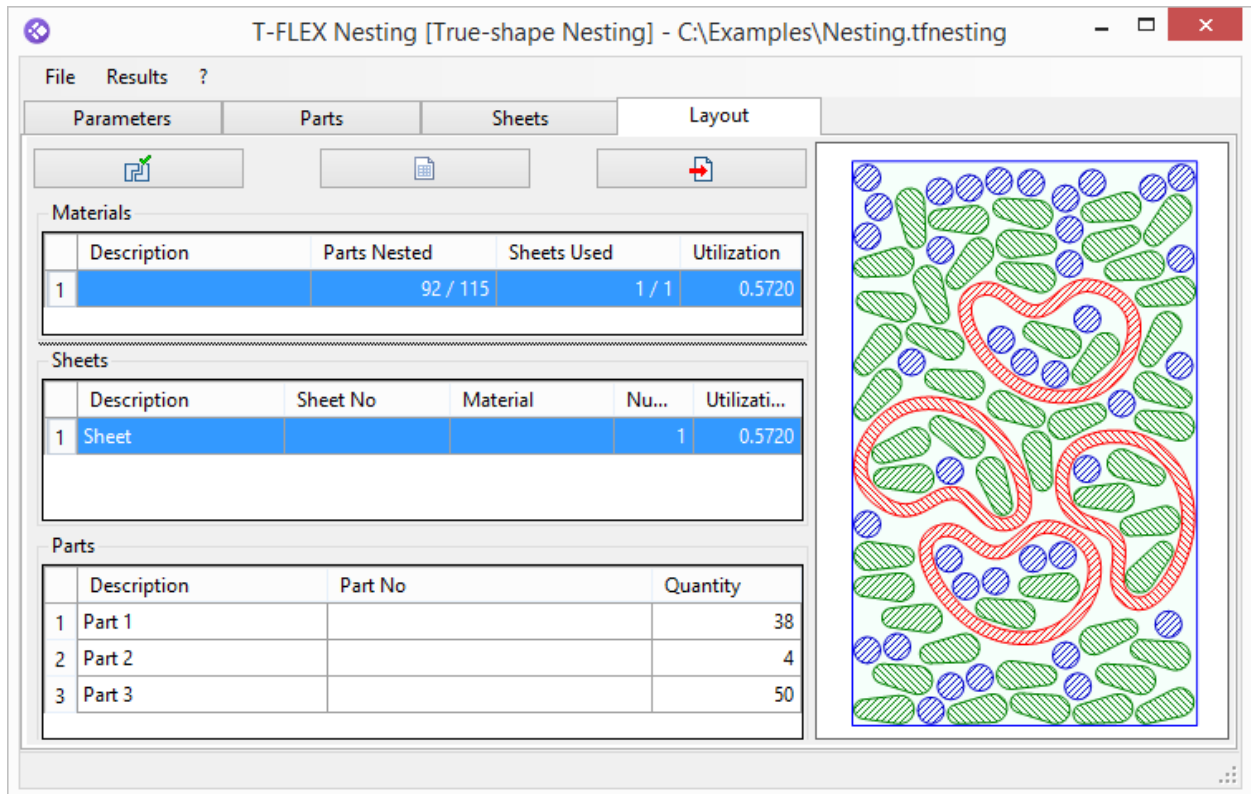 T-FLEX Nesting [True-shape Nesting] - C:\Examples\Nesting.tfnesting
File Results ?
Parameters Parts Sheets Layout
Materials
Description Parts Nested Sheets Used Utilization
1 92 / 115 1 / 1 0.5720
Sheets
Description Sheet No Material Nu... Utilizati...
1 Sheet 1 0.5720
Parts
Description Part No Quantity
1 Part 1 38
2 Part 2 4
3 Part 3 50